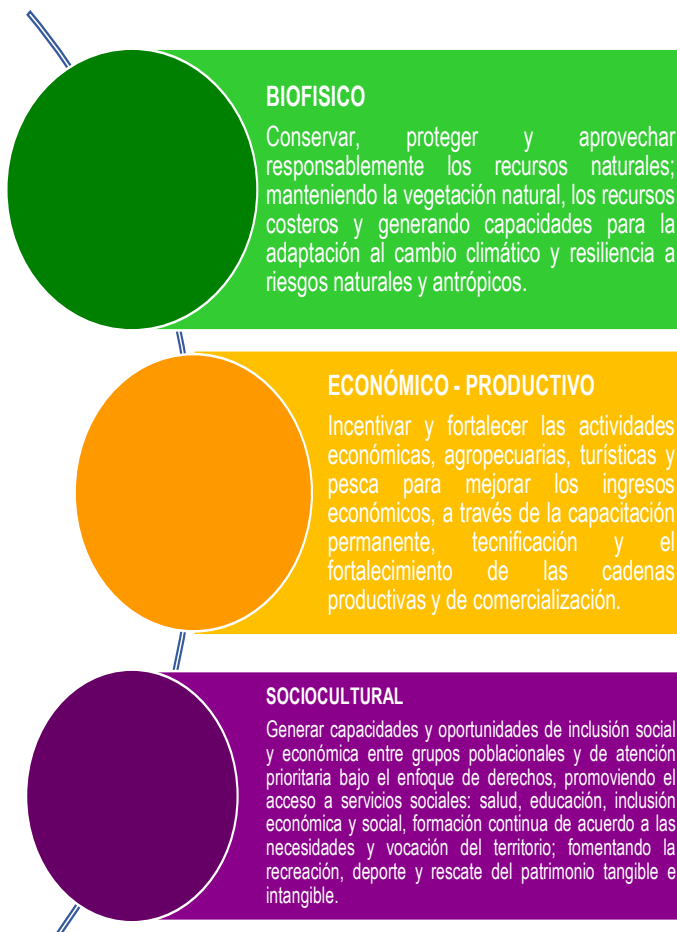 BIOFISICO
Conservar, proteger y aprovechar
responsablemente los recursos naturales;
manteniendo la vegetación natural, los recursos
costeros y generando capacidades para la
adaptación al cambio climático y resiliencia a
riesgos naturales y antrópicos.
ECONÓMICO - PRODUCTIVO
Incentivar y fortalecer las actividades
económicas, agropecuarias, turísticas y
pesca para mejorar los ingresos
económicos, a través de la capacitación
permanente, tecnificación y el
fortalecimiento de las cadenas
productivas y de comercialización.
SOCIOCULTURAL
Generar capacidades y oportunidades de inclusión social
y económica entre grupos poblacionales y de atención
prioritaria bajo el enfoque de derechos, promoviendo el
acceso a servicios sociales: salud, educación, inclusión
económica y social, formación continua de acuerdo a las
necesidades y vocación del territorio; fomentando la
recreación, deporte y rescate del patrimonio tangible e
intangible.